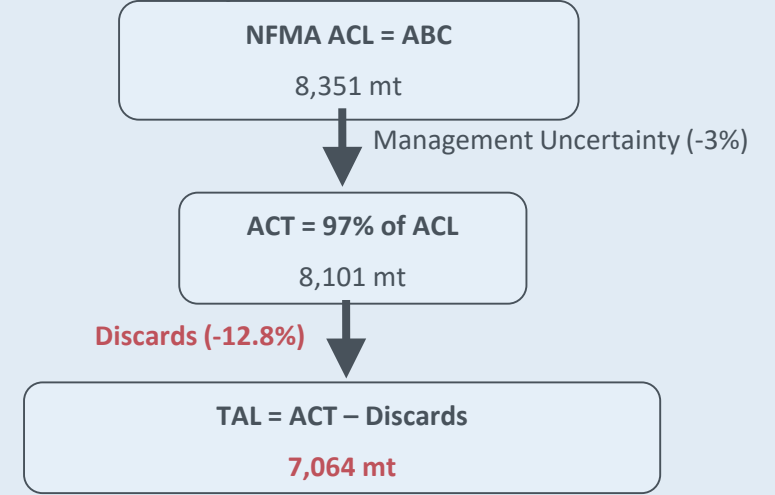 NFMA ACL = ABC
8,351 mt
Management Uncertainty (-3%)
ACT = 97% of ACL
8,101 mt
Discards (-12.8%)
TAL = ACT – Discards
7,064 mt